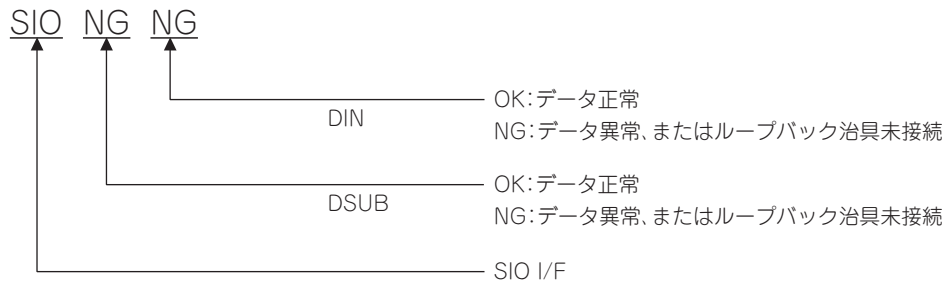 SIO NG NG
OK:データ正常
DIN
NG:データ異常、またはループバック治具未接続
OK:データ正常
DSUB
NG:データ異常、またはループバック治具未接続
SIO I/F